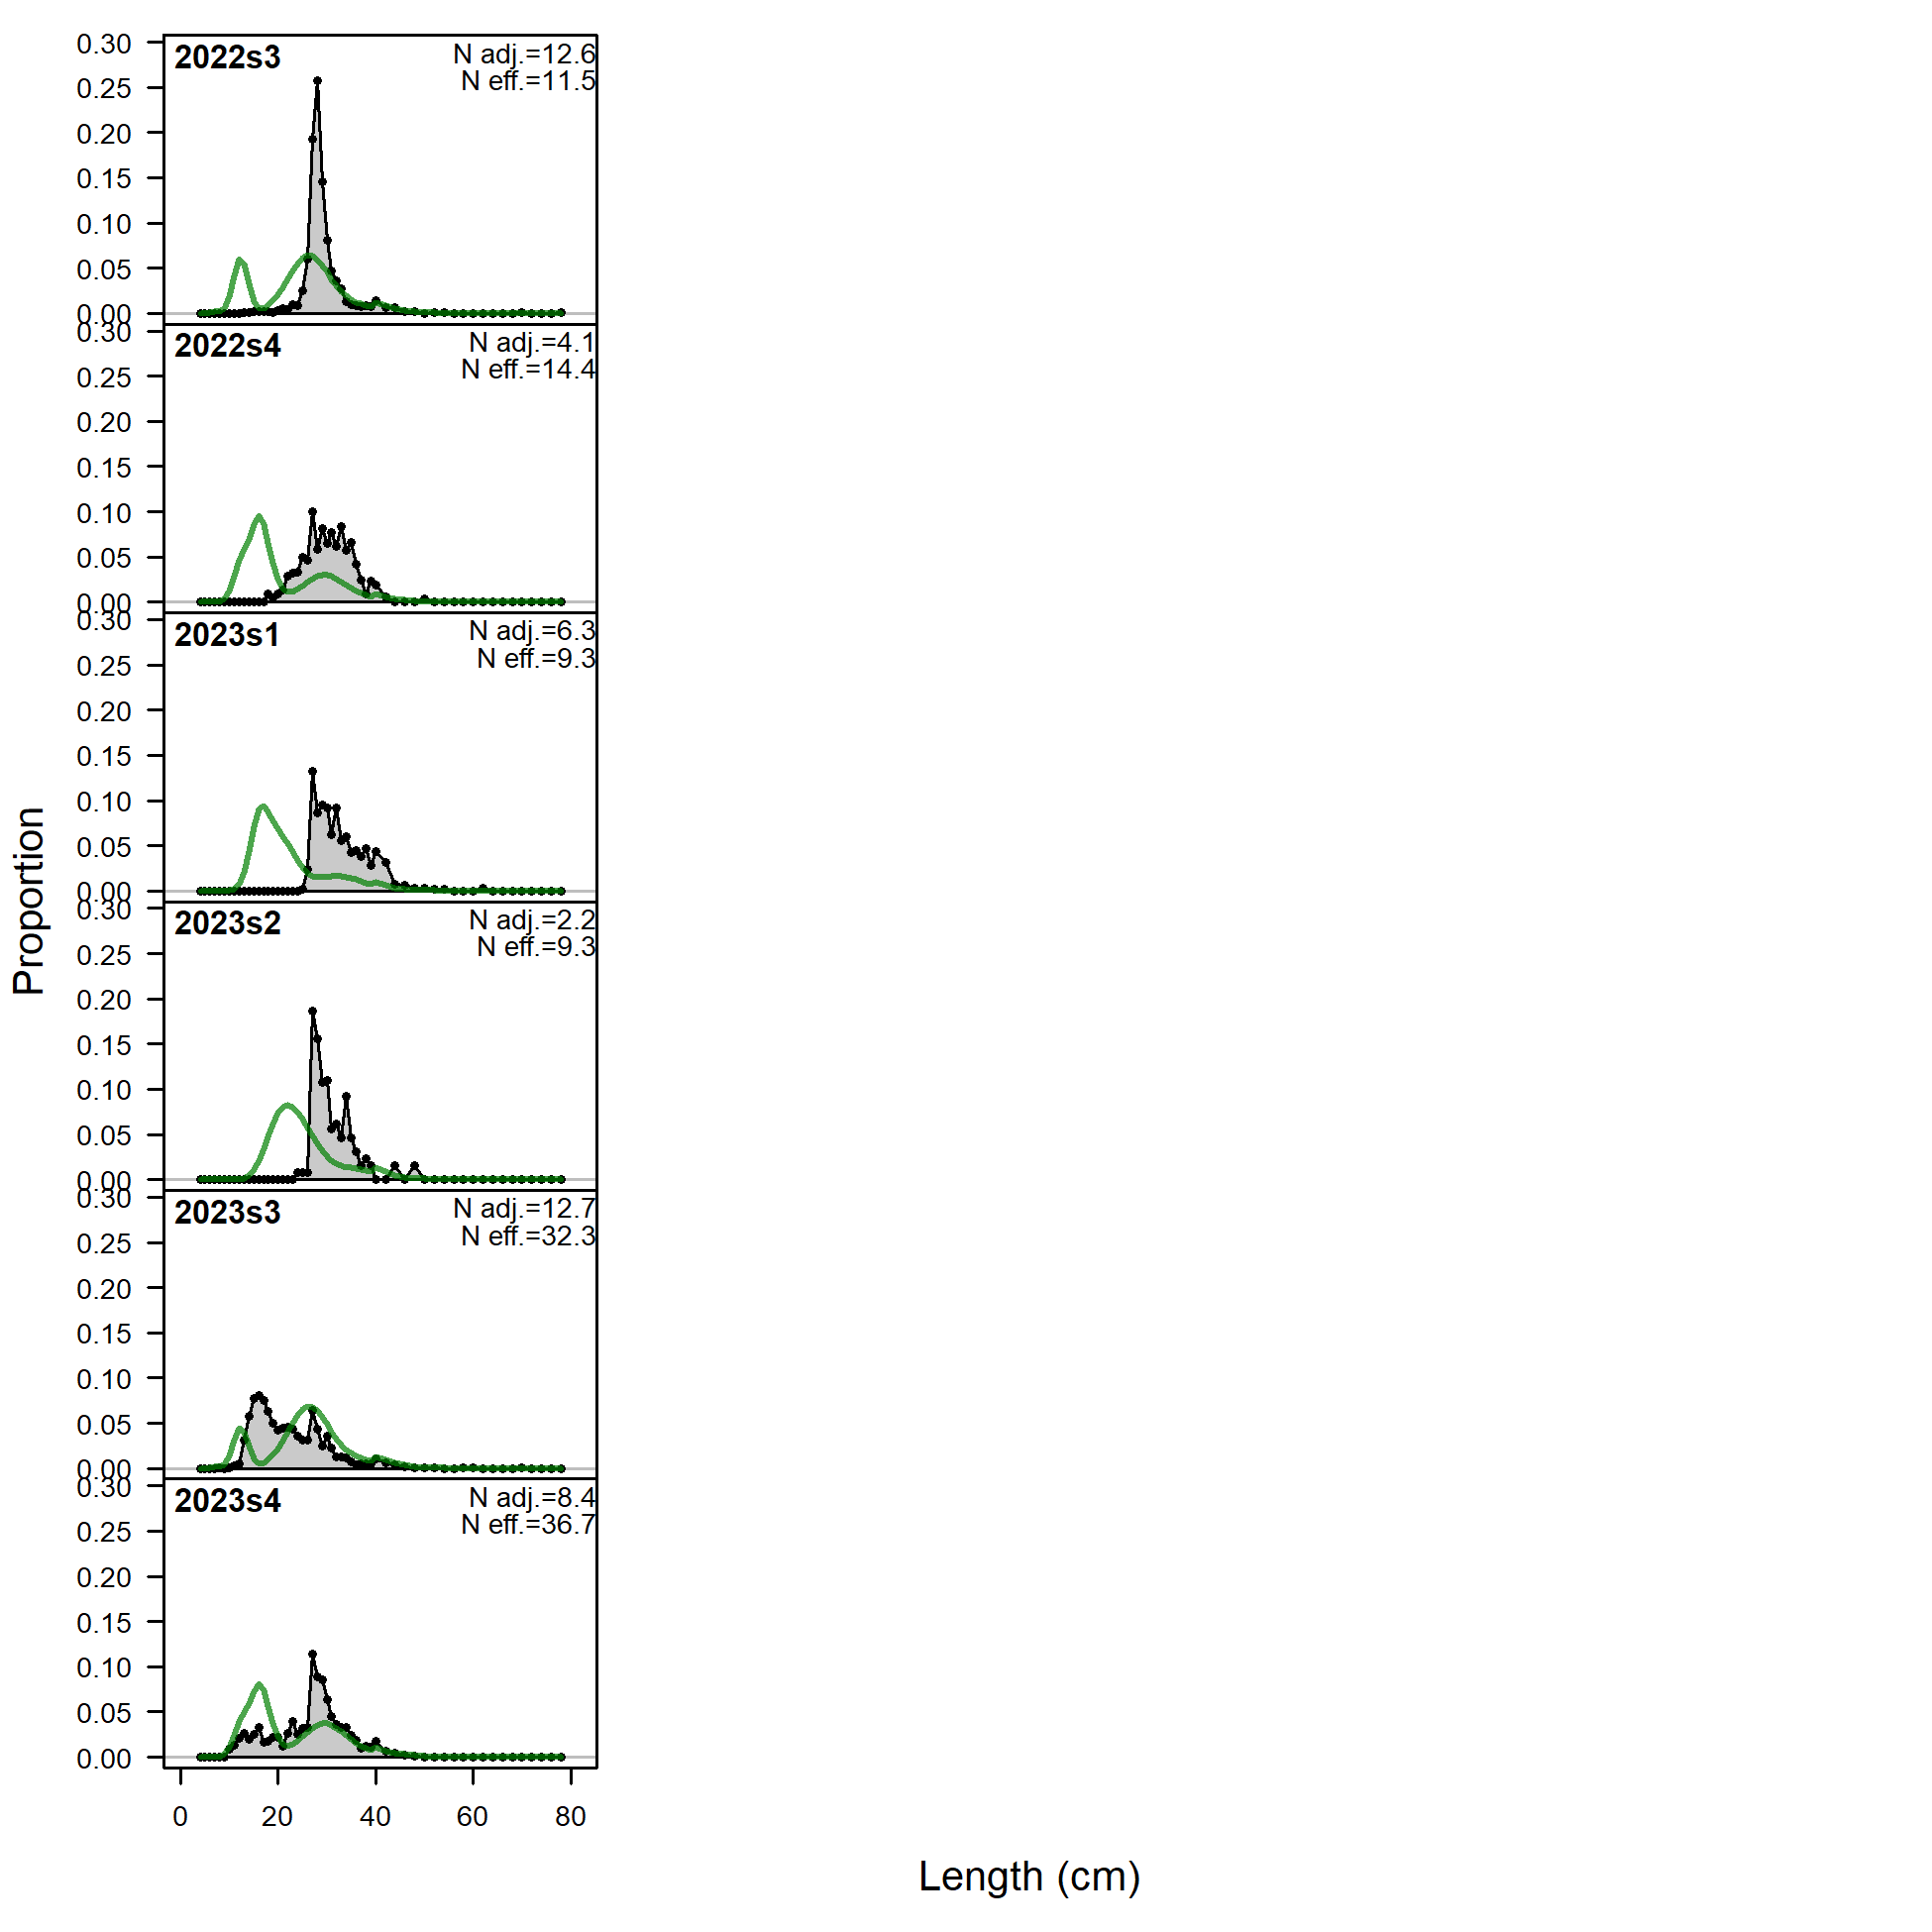 Proportion
0.30
0.25
0.20
0.15
0.10
0.05
0.00
2022s3
N adj.=12.6
N eff.=11.5
0.30
0.25
0.20
0.15
0.10
0.05
0.00
2022s4
N adj.=4.1
N eff.=14.4
0.30
0.25
0.20
0.15
0.10
0.05
0.00
2023s1
N adj.=6.3
N eff.=9.3
0.30
0.25
0.20
0.15
0.10
0.05
0.00
2023s2
N adj.=2.2
N eff.=9.3
0.30
0.25
0.20
0.15
0.10
0.05
0.00
2023s3
N adj.=12.7
N eff.=32.3
0.30
0.25
0.20
0.15
0.10
0.05
0.00
2023s4
N adj.=8.4
N eff.=36.7
0 20 40 60 80
Length (cm)